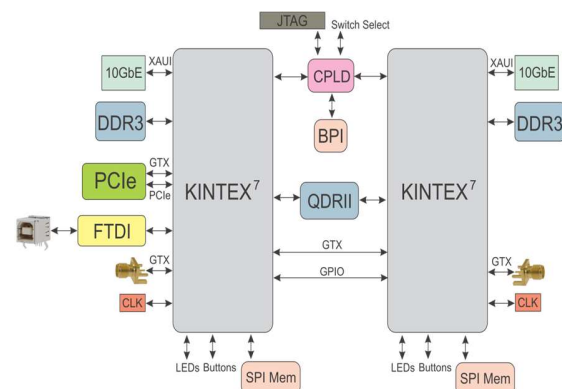 JTAG
Switch Select
XAUI
10GbE
CPLD
XAUI
10GbE
DDR3
BPI
DDR3
GTX
PCIe
PCIe
KINTEX7
QDRII
KINTEX7
FTDI
GTX
GTX
GPIO
GTX
CLK
CLK
LEDs Buttons
SPI Mem
LEDs Buttons
SPI Mem